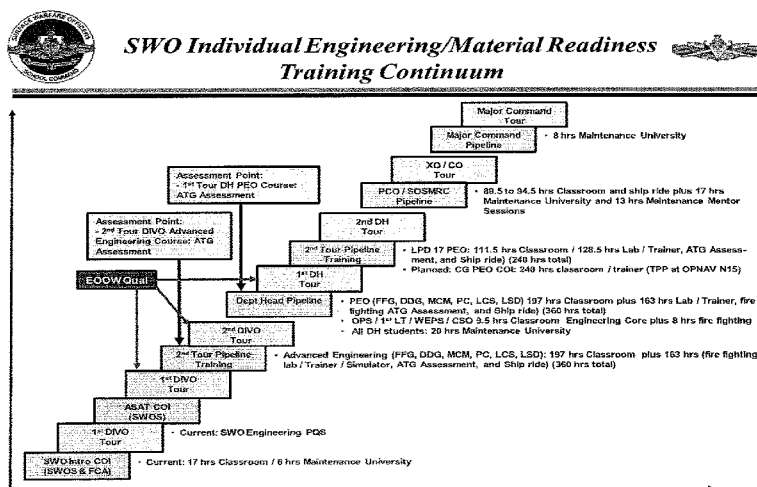 SURFACE WARFARE OFFICERS
SCHOOL COMMAND
SWO Individual Engineering/Material Readiness
Training Continuum
Major Command
Tour
Major Command
Pipeline
• 8 hrs Maintenance University
XO / CO
Tour
PCO / SOSMRC
Pipeline
• 89.5 to 94.5 hrs Classroom and ship ride plus 17 hrs
Maintenance University and 13 hrs Maintenance Mentor
Sessions
Assessment Point:
- 1st Tour DH PEO Course:
ATG Assessment
2nd DH
Tour
2nd Tour Pipeline
Training
• LPD 17 PEO: 111.5 hrs Classroom / 128.5 hrs Lab / Trainer, ATG Assess-
ment, and Ship ride) (240 hrs total)
• Planned: CG PEO COI: 240 hrs classroom / trainer (TPP at OPNAV N15)
Assessment Point:
- 2nd Tour DIVO Advanced
Engineering Course: ATG
Assessment
EOOW Qual
1st DH
Tour
Dept Head Pipeline
• PEO (FFG, DDG, MCM, PC, LCS, LSD) 197 hrs Classroom plus 163 hrs Lab / Trainer, fire
fighting ATG Assessment, and Ship ride) (360 hrs total)
• OPS / 1st LT / WEPS / CSO 9.5 hrs Classroom Engineering Core plus 8 hrs fire fighting
• All DH students: 20 hrs Maintenance University
2nd DIVO
Tour
2nd Tour Pipeline
Training
• Advanced Engineering (FFG, DDG, MCM, PC, LCS, LSD): 197 hrs Classroom plus 163 hrs (fire fighting
lab / Trainer / Simulator, ATG Assessment, and Ship ride) (360 hrs total)
1st DIVO
Tour
ASAT COI
(SWOS)
1st DIVO
Tour
• Current: SWO Engineering PQS
SWO Intro COI
(SWOS & FCA)
• Current: 17 hrs Classroom / 6 hrs Maintenance University